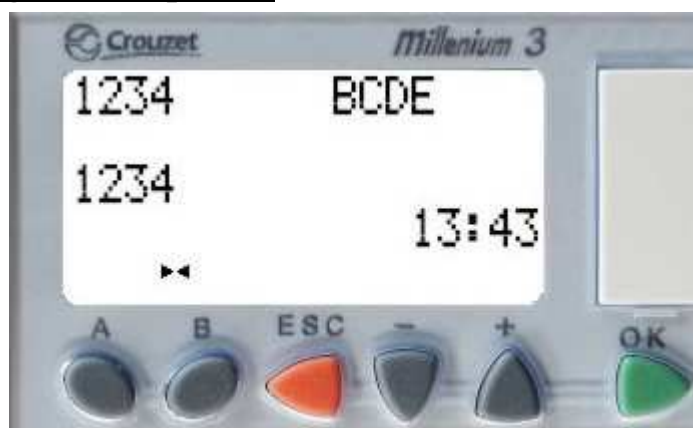 Crouzet Millenium 3
1234 BCDE
1234
13:43
A B ESC - + OK